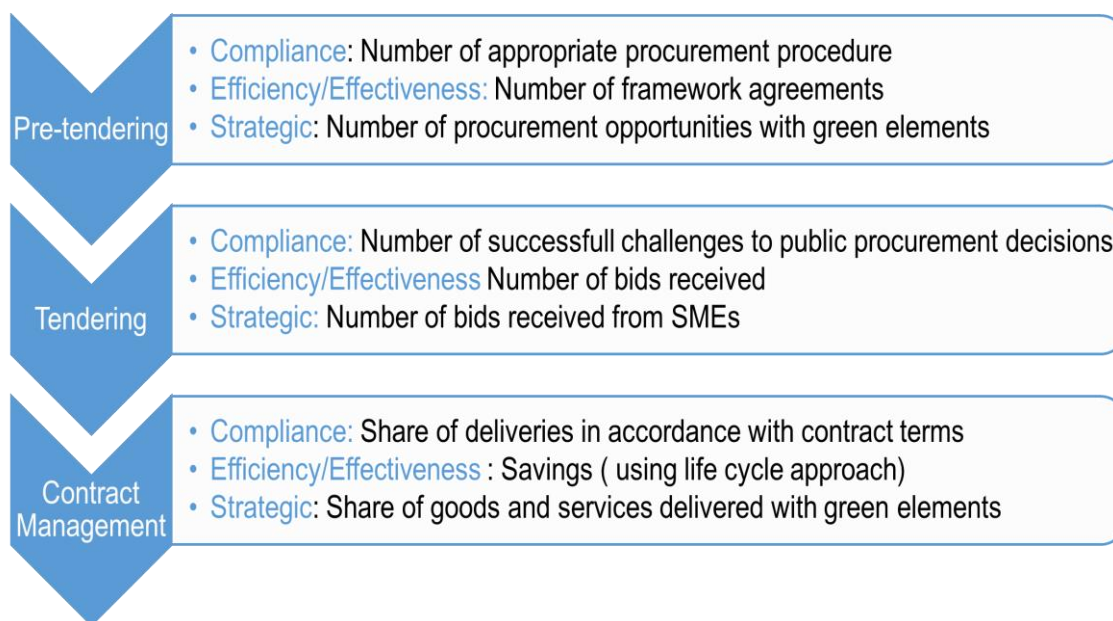 Pre-tendering
• Compliance: Number of appropriate procurement procedure
• Efficiency/Effectiveness: Number of framework agreements
• Strategic: Number of procurement opportunities with green elements
Tendering
• Compliance: Number of successfull challenges to public procurement decisions
• Efficiency/Effectiveness Number of bids received
• Strategic: Number of bids received from SMEs
Contract
Management
• Compliance: Share of deliveries in accordance with contract terms
• Efficiency/Effectiveness : Savings ( using life cycle approach)
• Strategic: Share of goods and services delivered with green elements